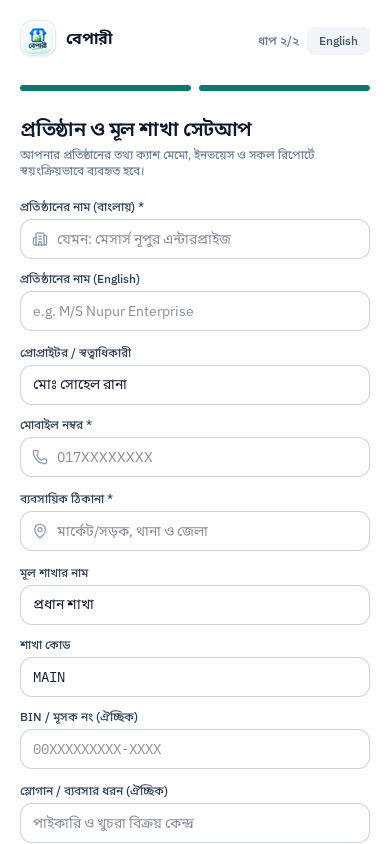 বেপারী
বেপারী
ধাপ ২/২
English
প্রতিষ্ঠান ও মূল শাখা সেটআপ
আপনার প্রতিষ্ঠানের তথ্য ক্যাশ মেমো, ইনভয়েস ও সকল রিপোর্টে
স্বয়ংক্রিয়ভাবে ব্যবহৃত হবে।
প্রতিষ্ঠানের নাম (বাংলায়) *
যেমন: মেসার্স নূপুর এন্টারপ্রাইজ
প্রতিষ্ঠানের নাম (English)
e.g. M/S Nupur Enterprise
প্রোপ্রাইটর / স্বত্বাধিকারী
মোঃ সোহেল রানা
মোবাইল নম্বর *
017XXXXXXXX
ব্যবসায়িক ঠিকানা *
মার্কেট/সড়ক, থানা ও জেলা
মূল শাখার নাম
প্রধান শাখা
শাখা কোড
MAIN
BIN / মূসক নং (ঐচ্ছিক)
00XXXXXXXXX-XXXX
স্লোগান / ব্যবসার ধরন (ঐচ্ছিক)
পাইকারি ও খুচরা বিক্রয় কেন্দ্র